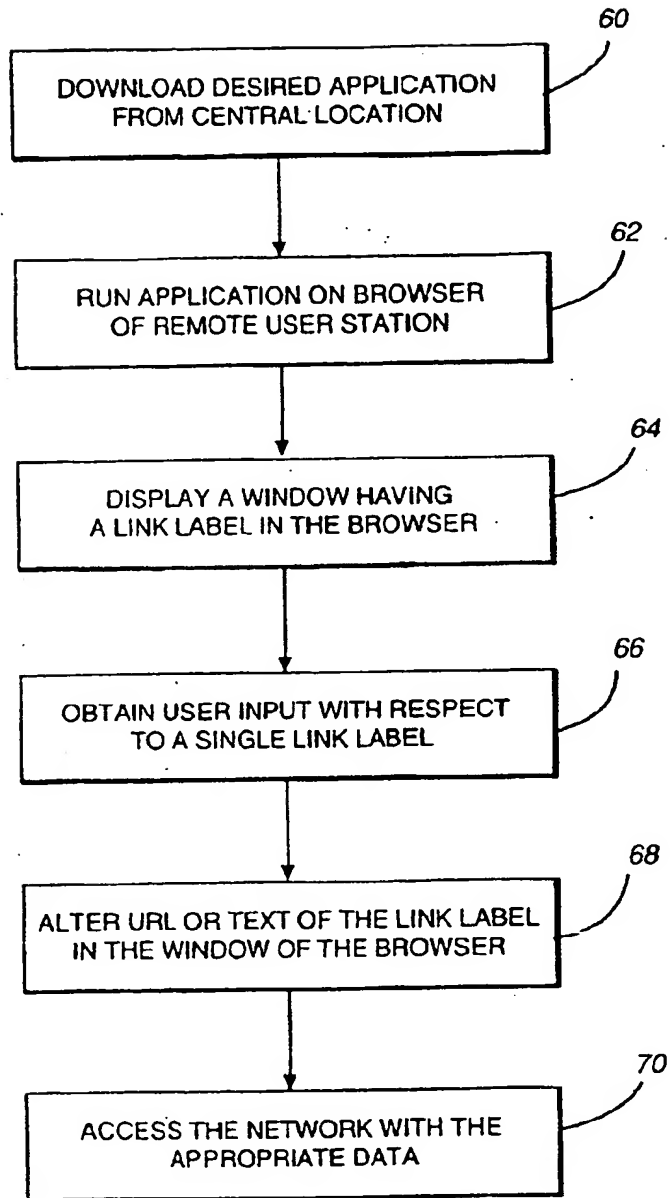 60
DOWNLOAD DESIRED APPLICATION
FROM CENTRAL LOCATION
62
RUN APPLICATION ON BROWSER
OF REMOTE USER STATION
64
DISPLAY A WINDOW HAVING
A LINK LABEL IN THE BROWSER
66
OBTAIN USER INPUT WITH RESPECT
TO A SINGLE LINK LABEL
68
ALTER URL OR TEXT OF THE LINK LABEL
IN THE WINDOW OF THE BROWSER
70
ACCESS THE NETWORK WITH THE
APPROPRIATE DATA